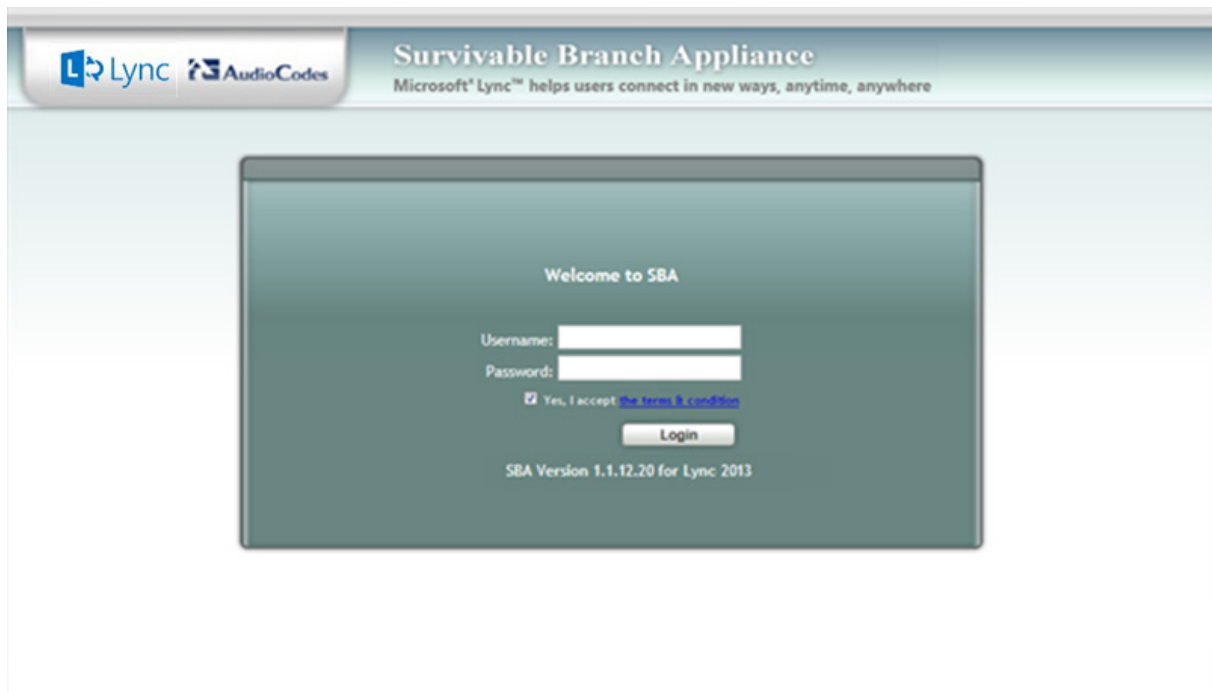 Lync AudioCodes
Survivable Branch Appliance
Microsoft® Lync™ helps users connect in new ways, anytime, anywhere
Welcome to SBA
Username:
Password:
Yes, I accept the terms & condition
Login
SBA Version 1.1.12.20 for Lync 2013